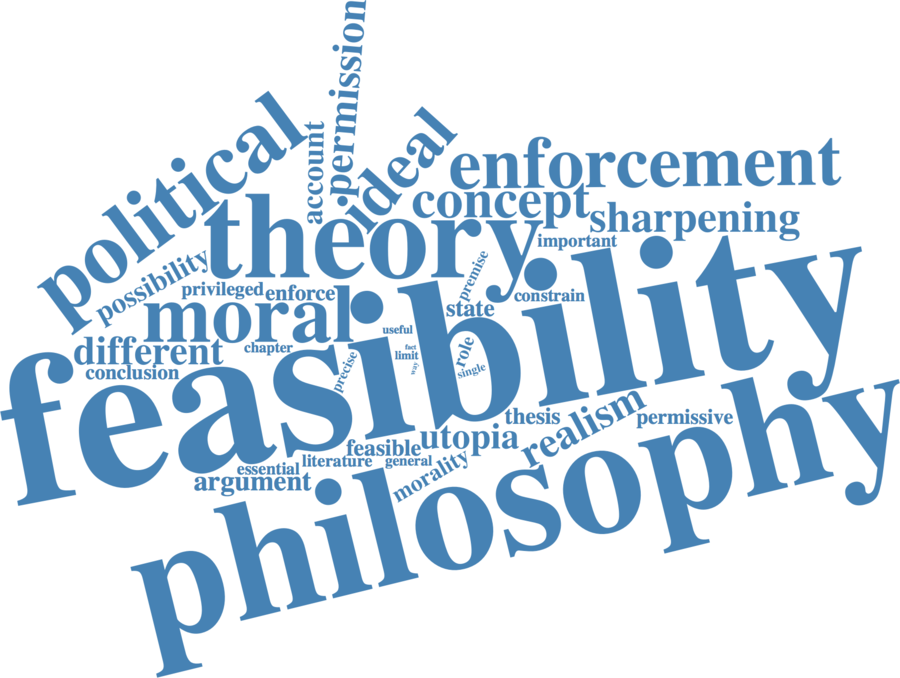 permission
political
account
ideal
enforcement
concept
sharpening
theory
important
possibility
premise
privileged
enforce
constrain
moral
state
useful
different
chapter
fact
limit
way
role
single
precise
conclusion
feasibility
thesis
realism
permissive
utopia
feasible
literature
general
essential
morality
argument
philosophy